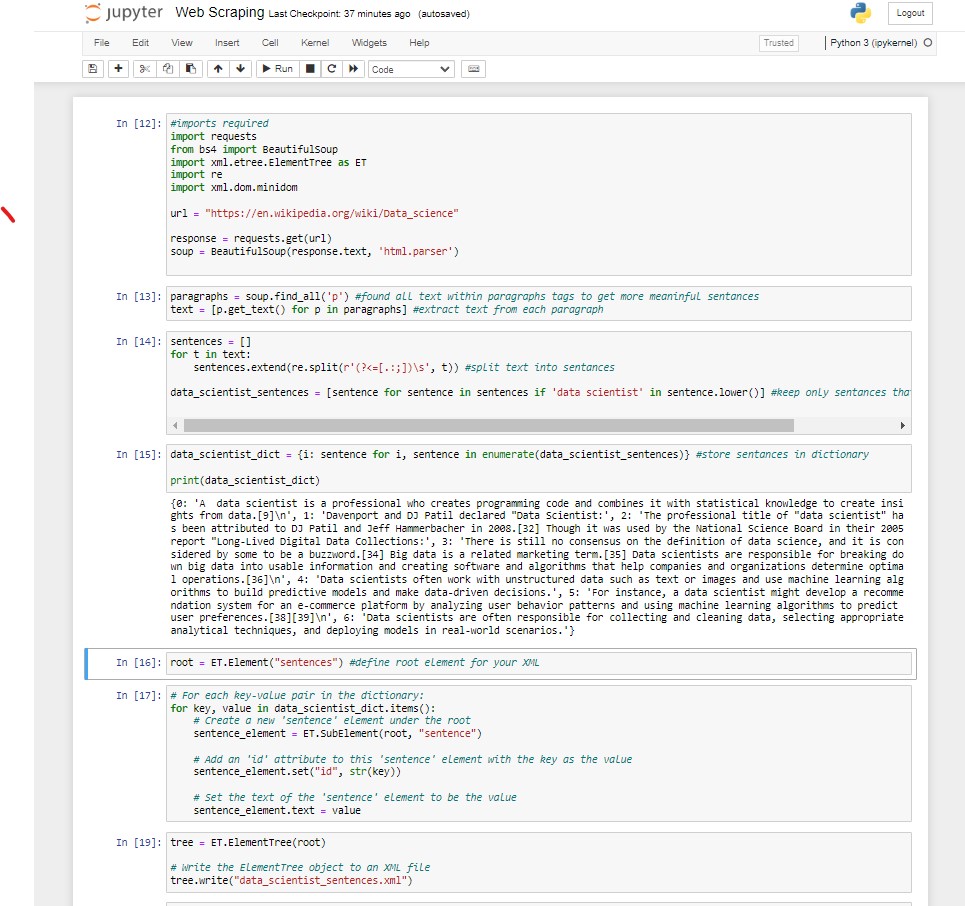 jupyter Web Scraping Last Checkpoint: 37 minutes ago (autosaved)
Logout
File Edit View Insert Cell Kernel Widgets Help
Trusted Python 3 (ipykernel)
Run Code
In [12]: #imports required
import requests
from bs4 import BeautifulSoup
import xml.etree.ElementTree as ET
import re
import xml.dom.minidom
url = "https://en.wikipedia.org/wiki/Data_science"
response = requests.get(url)
soup = BeautifulSoup(response.text, 'html.parser')
In [13]: paragraphs = soup.find_all('p') #found all text within paragraphs tags to get more meaninful sentances
text = [p.get_text() for p in paragraphs] #extract text from each paragraph
In [14]: sentences = []
for t in text:
sentences.extend(re.split(r'(?<=[.:;])\s', t)) #split text into sentances
data_scientist_sentences = [sentence for sentence in sentences if 'data scientist' in sentence.lower()] #keep only sentances tha
In [15]: data_scientist_dict = {i: sentence for i, sentence in enumerate(data_scientist_sentences)} #store sentances in dictionary
print(data_scientist_dict)
{0: 'A  data scientist is a professional who creates programming code and combines it with statistical knowledge to create insi
ghts from data.[9]\n', 1: 'Davenport and DJ Patil declared "Data Scientist:', 2: 'The professional title of "data scientist" ha
s been attributed to DJ Patil and Jeff Hammerbacher in 2008.[32] Though it was used by the National Science Board in their 2005
report "Long-Lived Digital Data Collections:', 3: 'There is still no consensus on the definition of data science, and it is con
sidered by some to be a buzzword.[34] Big data is a related marketing term.[35] Data scientists are responsible for breaking do
wn big data into usable information and creating software and algorithms that help companies and organizations determine optima
l operations.[36]\n', 4: 'Data scientists often work with unstructured data such as text or images and use machine learning alg
orithms to build predictive models and make data-driven decisions.', 5: 'For instance, a data scientist might develop a recomme
ndation system for an e-commerce platform by analyzing user behavior patterns and using machine learning algorithms to predict
user preferences.[38][39]\n', 6: 'Data scientists are often responsible for collecting and cleaning data, selecting appropriate
analytical techniques, and deploying models in real-world scenarios.'}
In [16]: root = ET.Element("sentences") #define root element for your XML
In [17]: # For each key-value pair in the dictionary:
for key, value in data_scientist_dict.items():
# Create a new 'sentence' element under the root
sentence_element = ET.SubElement(root, "sentence")
# Add an 'id' attribute to this 'sentence' element with the key as the value
sentence_element.set("id", str(key))
# Set the text of the 'sentence' element to be the value
sentence_element.text = value
In [19]: tree = ET.ElementTree(root)
# Write the ElementTree object to an XML file
tree.write("data_scientist_sentences.xml")